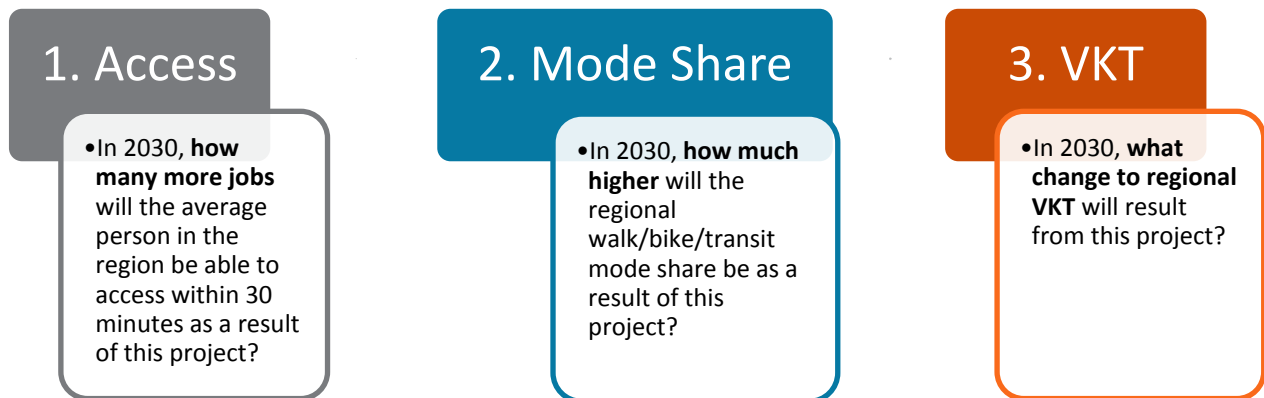 1. Access
•In 2030, how
many more jobs
will the average
person in the
region be able to
access within 30
minutes as a result
of this project?
2. Mode Share
•In 2030, how much
higher will the
regional
walk/bike/transit
mode share be as a
result of this
project?
3. VKT
•In 2030, what
change to regional
VKT will result
from this project?